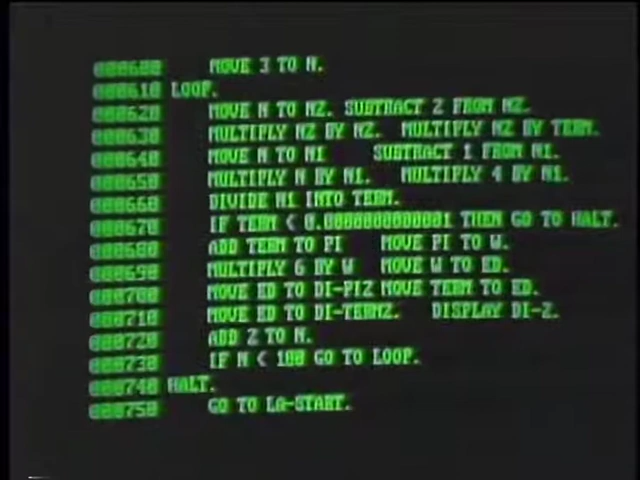 000600 MOVE 3 TO N.
000610 LOOP.
000620 MOVE N TO N2. SUBTRACT 2 FROM N2.
000630 MULTIPLY N2 BY N2. MULTIPLY N2 BY TERM.
000640 MOVE N TO N1 SUBTRACT 1 FROM N1.
000650 MULTIPLY N BY N1. MULTIPLY 4 BY N1.
000660 DIVIDE N1 INTO TERM.
000670 IF TERM < 0.0000000000001 THEN GO TO HALT.
000680 ADD TERM TO PI MOVE PI TO W.
000690 MULTIPLY 6 BY W MOVE W TO ED.
000700 MOVE ED TO DI-PI2 MOVE TERM TO ED.
000710 MOVE ED TO DI-TERM2. DISPLAY DI-2.
000720 ADD 2 TO N.
000730 IF N < 100 GO TO LOOP.
000740 HALT.
000750 GO TO LA-START.